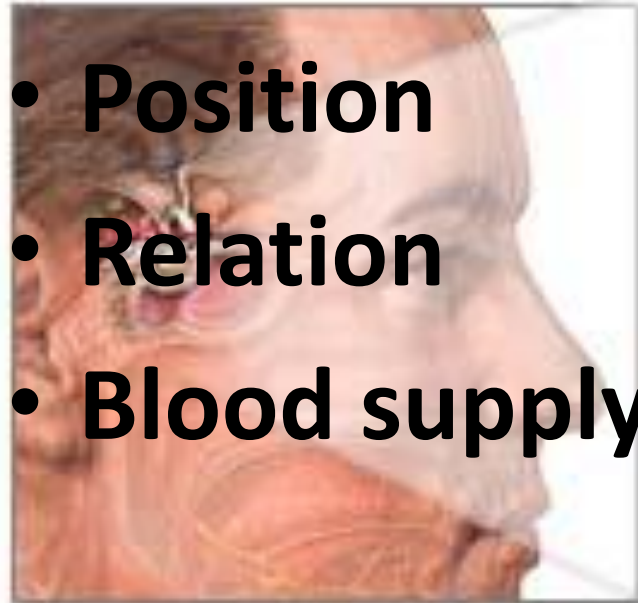 • Position
• Relation
• Blood supply